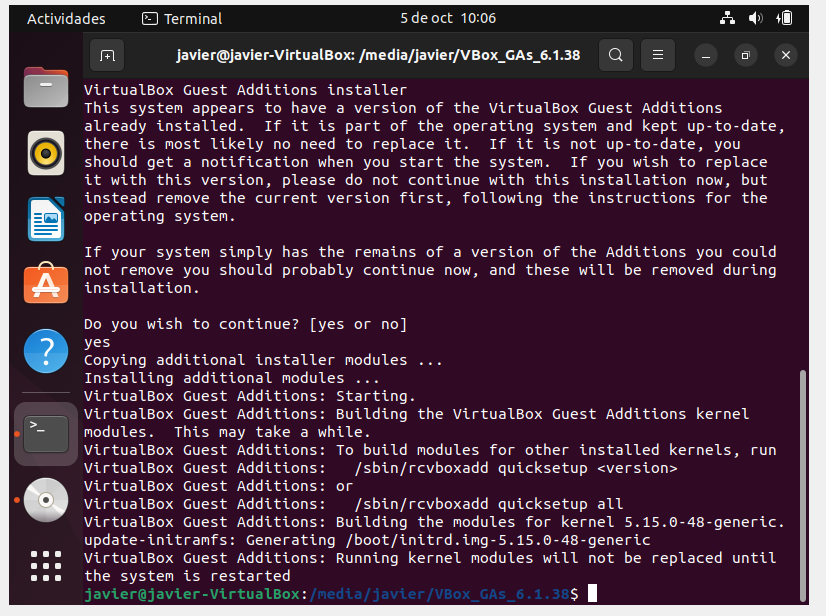 Actividades
Terminal
5 de oct 10:06
javier@javier-VirtualBox: /media/javier/VBox_GAs_6.1.38
VirtualBox Guest Additions installer
This system appears to have a version of the VirtualBox Guest Additions
already installed.  If it is part of the operating system and kept up-to-date,
there is most likely no need to replace it.  If it is not up-to-date, you
should get a notification when you start the system.  If you wish to replace
it with this version, please do not continue with this installation now, but
instead remove the current version first, following the instructions for the
operating system.
If your system simply has the remains of a version of the Additions you could
not remove you should probably continue now, and these will be removed during
installation.
Do you wish to continue? [yes or no]
yes
Copying additional installer modules ...
Installing additional modules ...
VirtualBox Guest Additions: Starting.
VirtualBox Guest Additions: Building the VirtualBox Guest Additions kernel
modules.  This may take a while.
VirtualBox Guest Additions: To build modules for other installed kernels, run
VirtualBox Guest Additions:   /sbin/rcvboxadd quicksetup <version>
VirtualBox Guest Additions: or
VirtualBox Guest Additions:   /sbin/rcvboxadd quicksetup all
VirtualBox Guest Additions: Building the modules for kernel 5.15.0-48-generic.
update-initramfs: Generating /boot/initrd.img-5.15.0-48-generic
VirtualBox Guest Additions: Running kernel modules will not be replaced until
the system is restarted
javier@javier-VirtualBox:/media/javier/VBox_GAs_6.1.38$